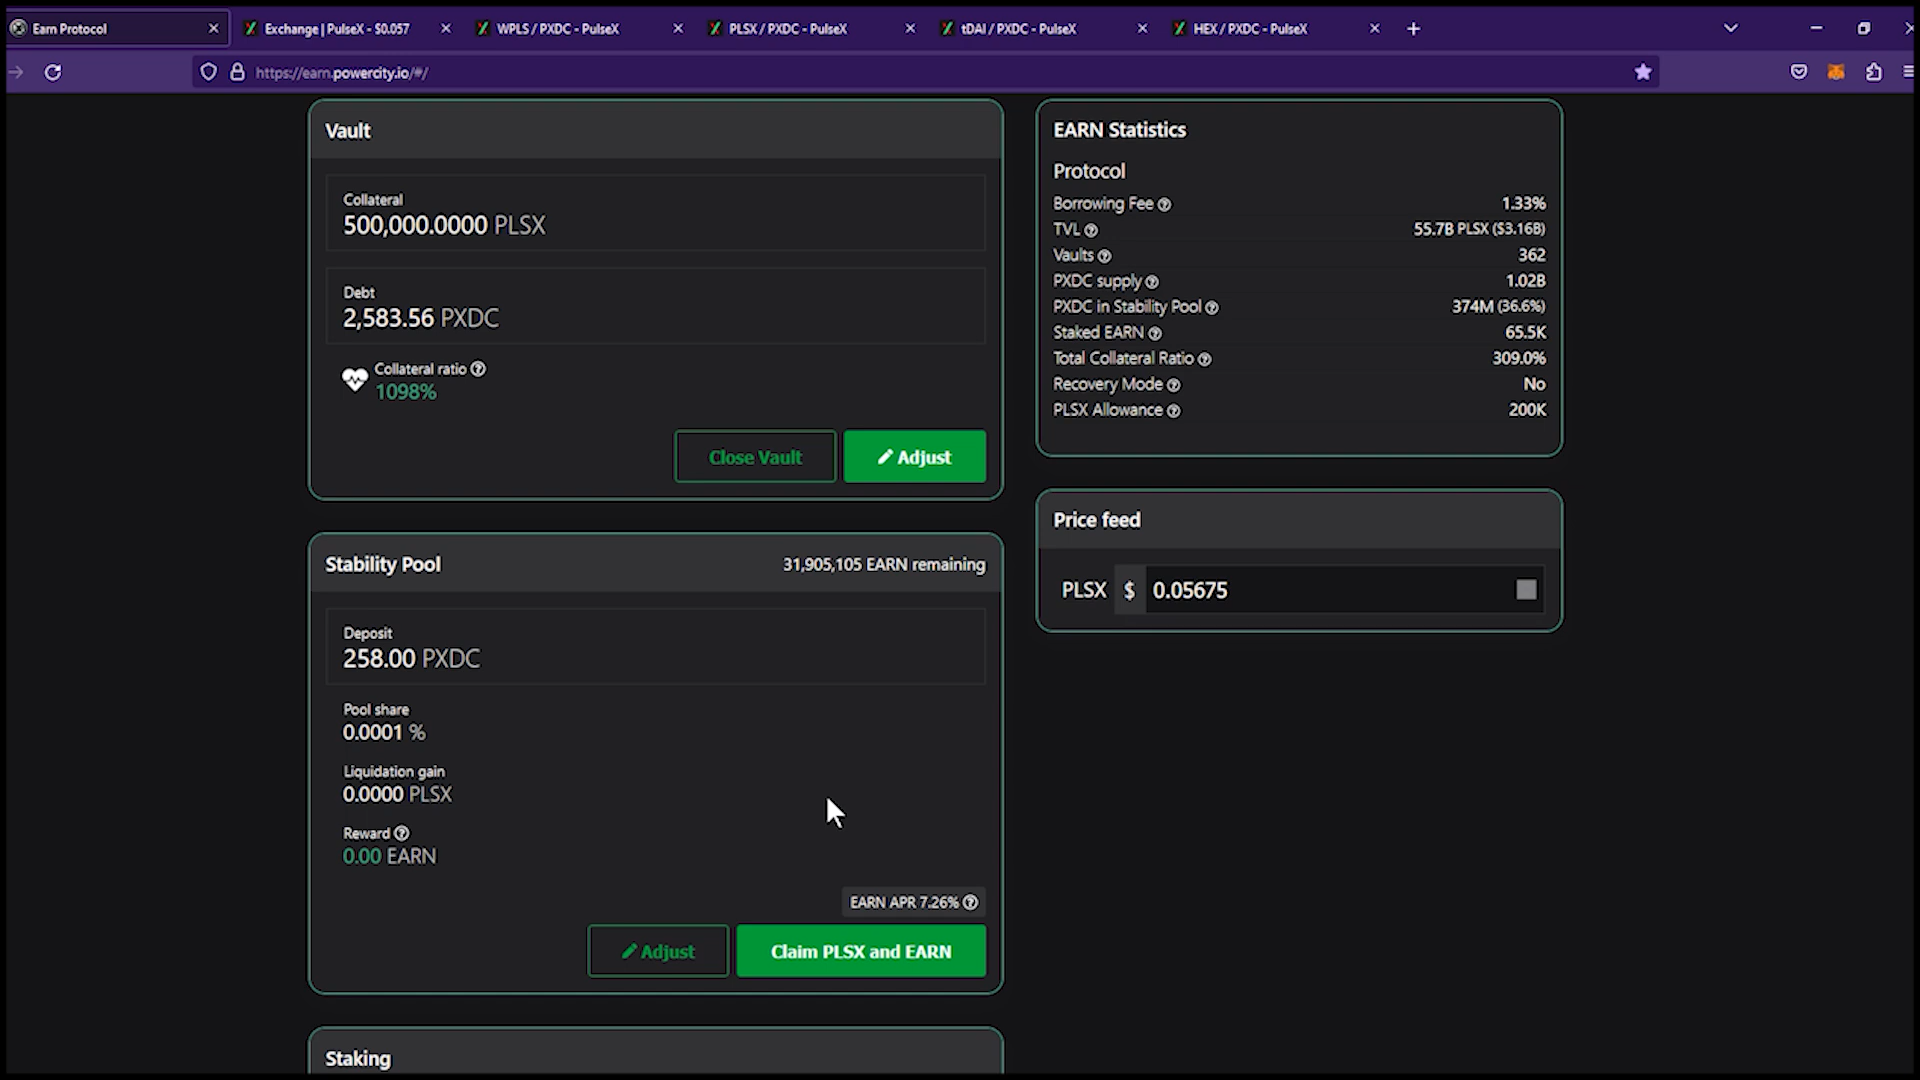 Earn Protocol
Exchange | PulseX - $0.057
WPLS / PXDC - PulseX
PLSX / PXDC - PulseX
tDAI / PXDC - PulseX
HEX / PXDC - PulseX
https://earn.powercity.io/#/
Vault
Collateral
500,000.0000 PLSX
Debt
2,583.56 PXDC
Collateral ratio
1098%
Close Vault
Adjust
Stability Pool
31,905,105 EARN remaining
Deposit
258.00 PXDC
Pool share
0.0001 %
Liquidation gain
0.0000 PLSX
Reward
0.00 EARN
EARN APR 7.26%
Adjust
Claim PLSX and EARN
Staking
EARN Statistics
Protocol
Borrowing Fee 1.33%
TVL 55.7B PLSX ($3.16B)
Vaults 362
PXDC supply 1.02B
PXDC in Stability Pool 374M (36.6%)
Staked EARN 65.5K
Total Collateral Ratio 309.0%
Recovery Mode No
PLSX Allowance 200K
Price feed
PLSX $ 0.05675